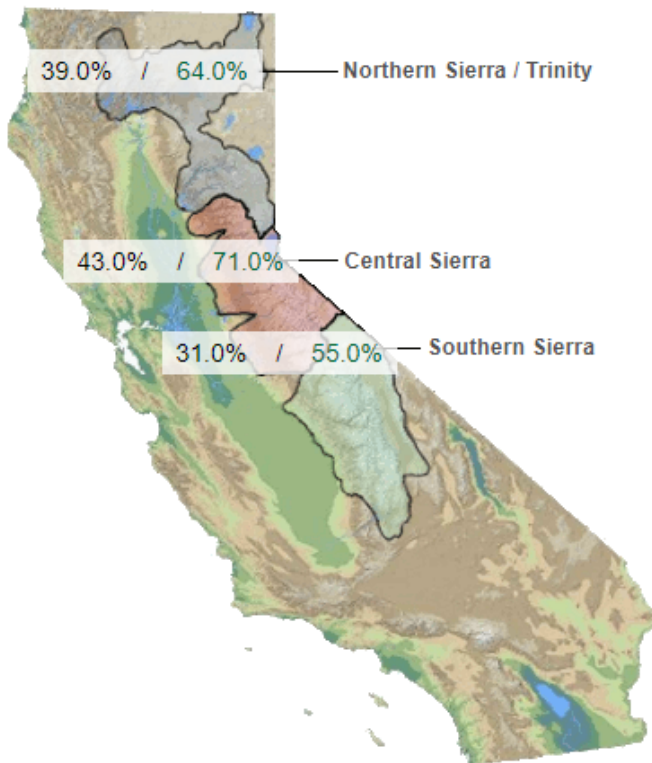 39.0% / 64.0% Northern Sierra / Trinity
43.0% / 71.0% Central Sierra
31.0% / 55.0% Southern Sierra